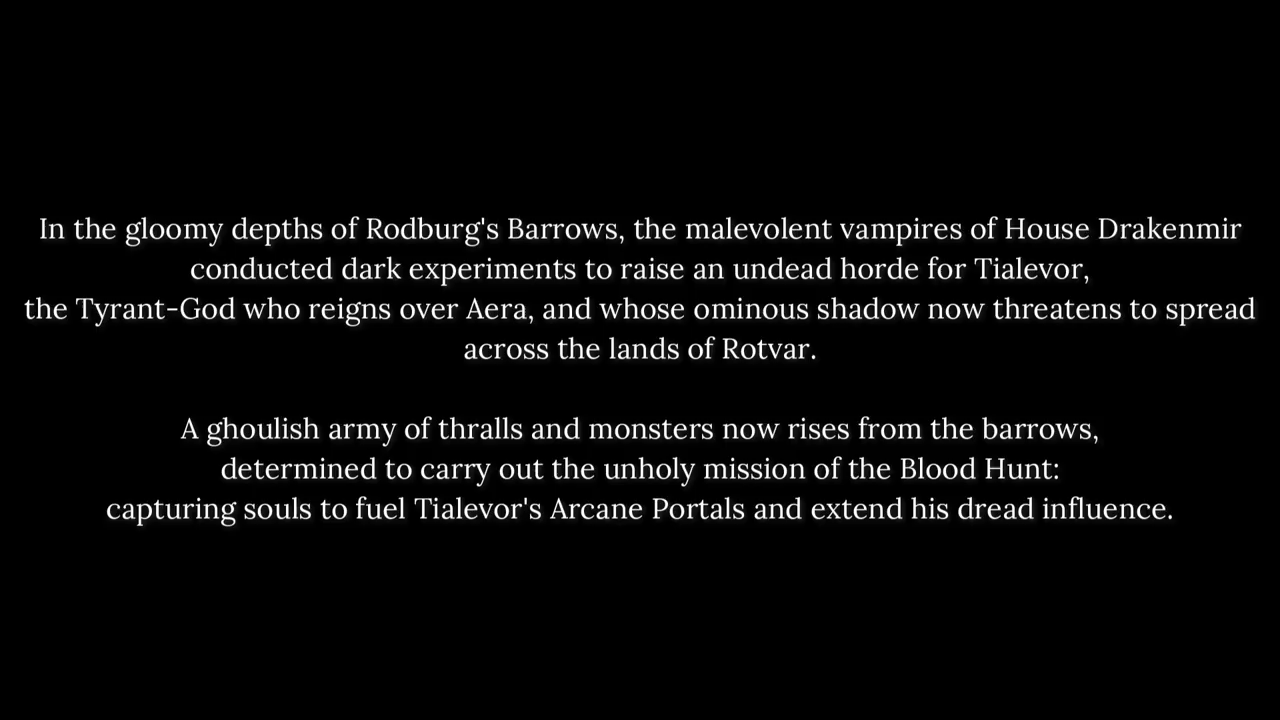 In the gloomy depths of Rodburg's Barrows, the malevolent vampires of House Drakenmir
conducted dark experiments to raise an undead horde for Tialevor,
the Tyrant-God who reigns over Aera, and whose ominous shadow now threatens to spread
across the lands of Rotvar.
A ghoulish army of thralls and monsters now rises from the barrows,
determined to carry out the unholy mission of the Blood Hunt:
capturing souls to fuel Tialevor's Arcane Portals and extend his dread influence.